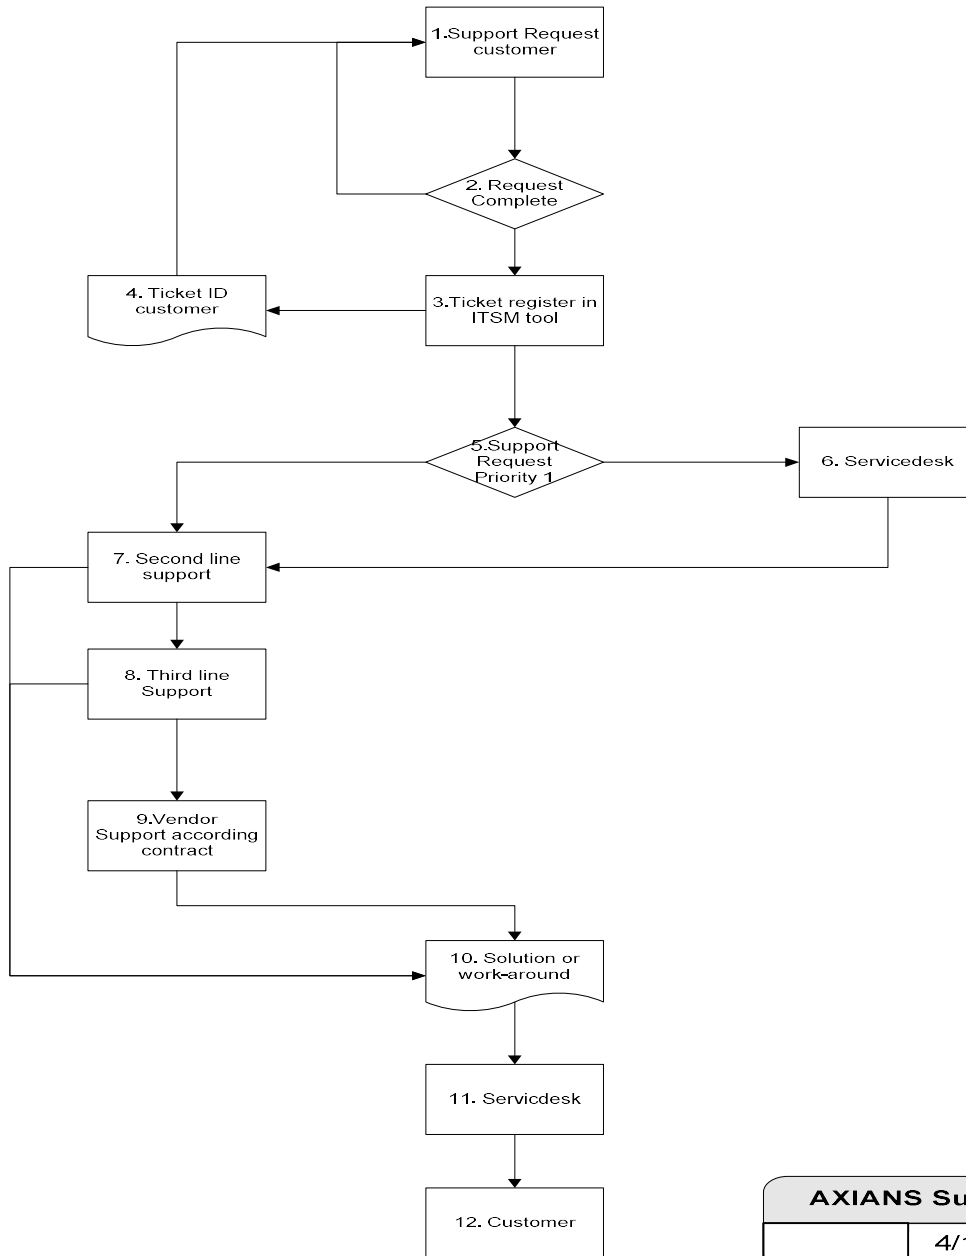 1.Support Request
customer
2. Request
Complete
4. Ticket ID
customer
3.Ticket register in
ITSM tool
5.Support
Request
Priority 1
6. Servicedesk
7. Second line
support
8. Third line
Support
9.Vendor
Support according
contract
10. Solution or
work-around
11. Servicdesk
12. Customer
AXIANS Su
4/1